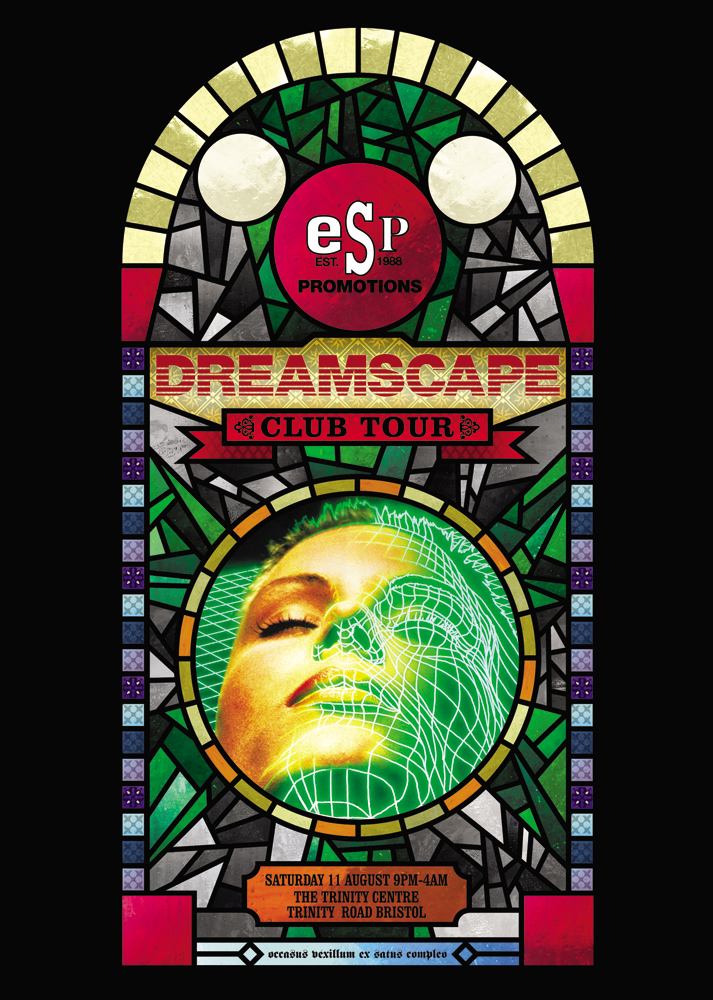 eSP
EST. 1988
PROMOTIONS
DREAMSCAPE
CLUB TOUR
SATURDAY 11 AUGUST 9PM-4AM
THE TRINITY CENTRE
TRINITY ROAD BRISTOL
occasus vexillum ex satus compleo